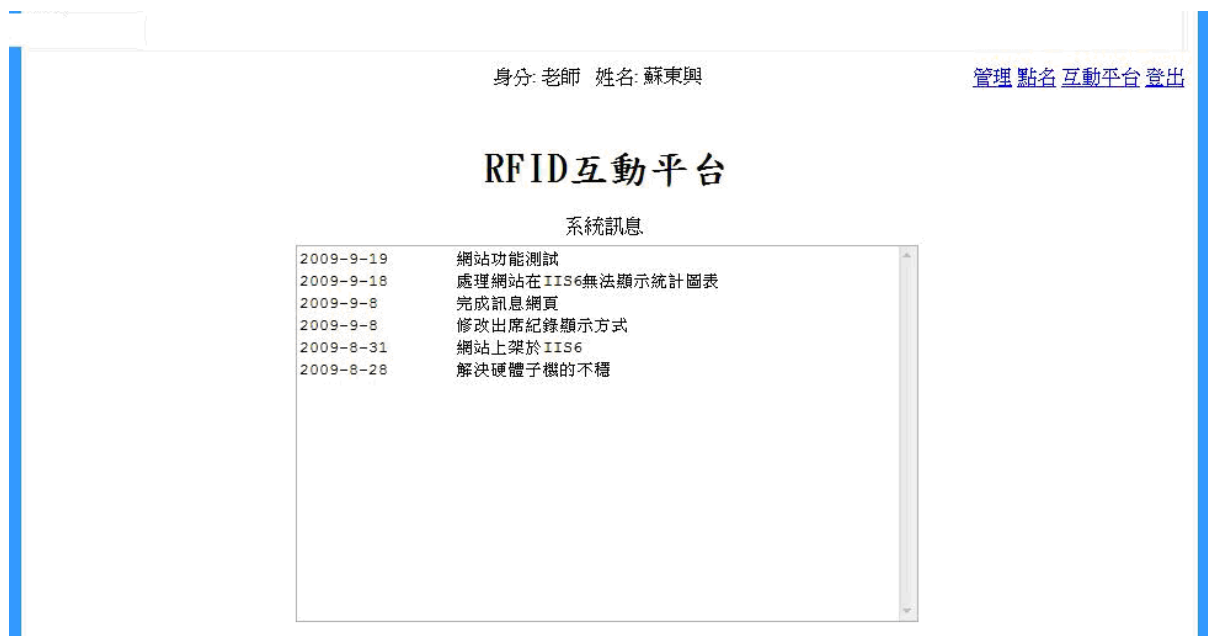 身分: 老師 姓名: 蘇東興
管理 點名 互動平台 登出
RFID互動平台
系統訊息
2009-9-19 網站功能測試
2009-9-18 處理網站在IIS6無法顯示統計圖表
2009-9-8 完成訊息網頁
2009-9-8 修改出席紀錄顯示方式
2009-8-31 網站上架於IIS6
2009-8-28 解決硬體子機的不穩